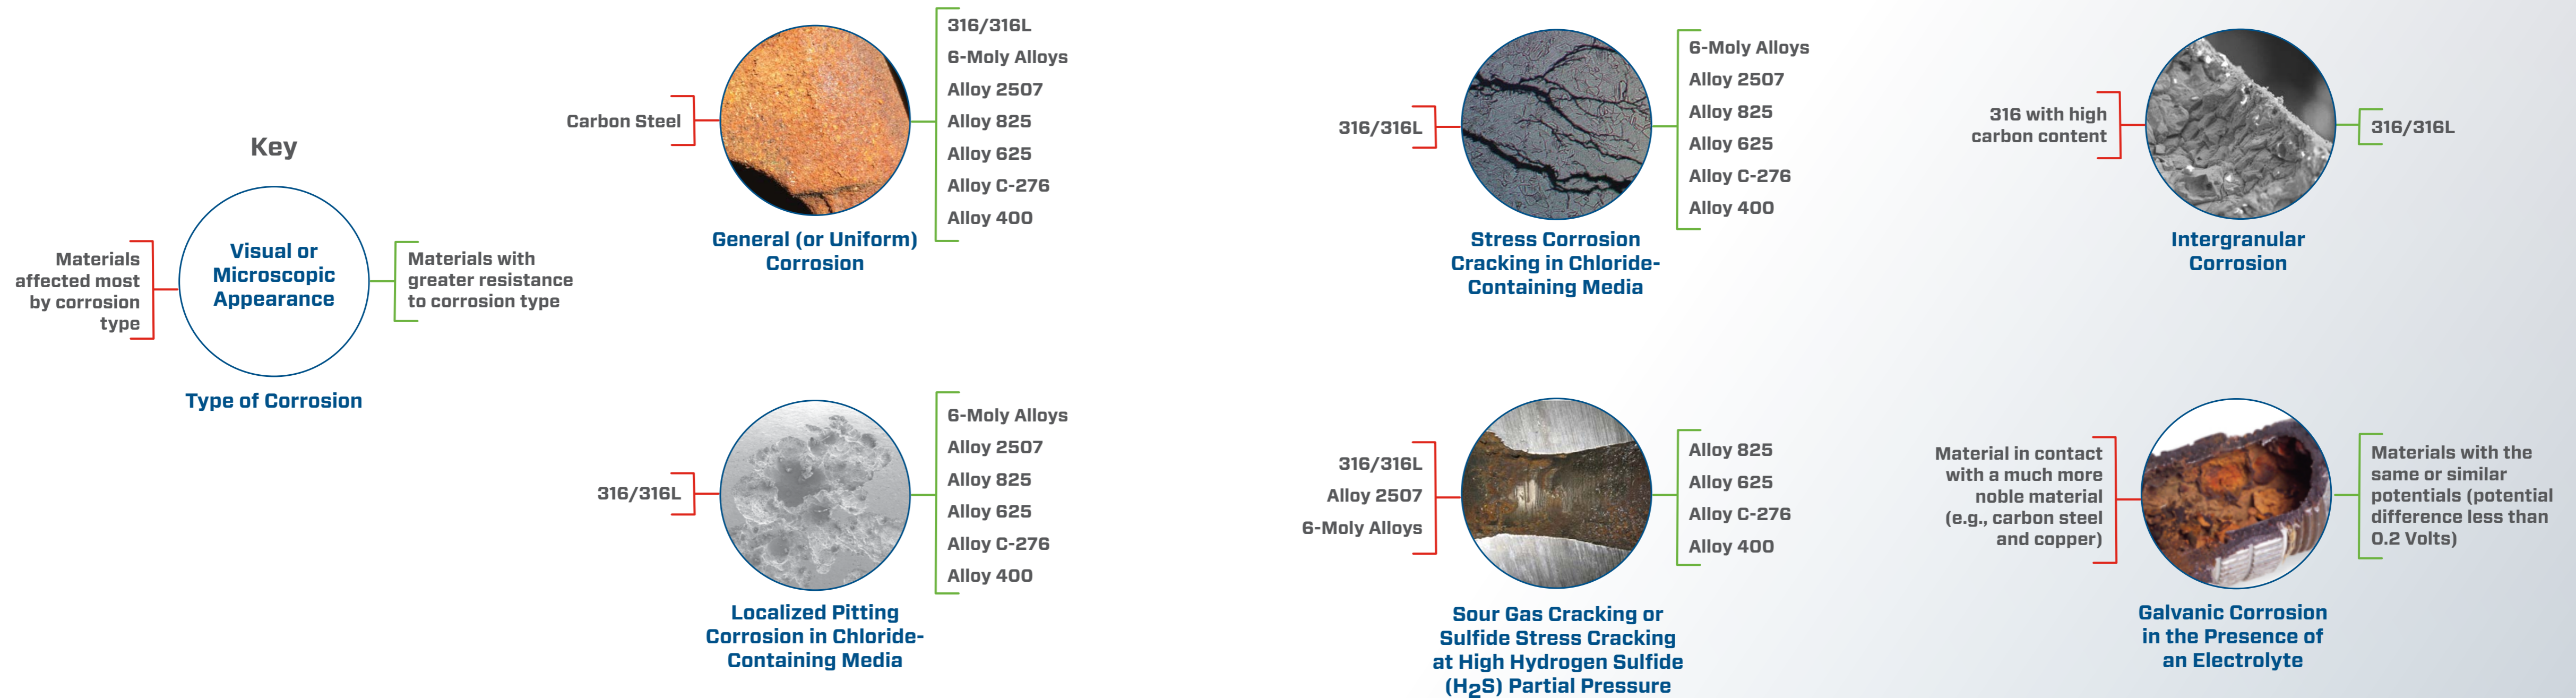 Key
Materials
affected most
by corrosion
type
Visual or
Microscopic
Appearance
Materials with
greater resistance
to corrosion type
Type of Corrosion
Carbon Steel
316/316L
6-Moly Alloys
Alloy 2507
Alloy 825
Alloy 625
Alloy C-276
Alloy 400
General (or Uniform)
Corrosion
316/316L
6-Moly Alloys
Alloy 2507
Alloy 825
Alloy 625
Alloy C-276
Alloy 400
Stress Corrosion
Cracking in Chloride-
Containing Media
316 with high
carbon content
316/316L
Intergranular
Corrosion
316/316L
6-Moly Alloys
Alloy 2507
Alloy 825
Alloy 625
Alloy C-276
Alloy 400
Localized Pitting
Corrosion in Chloride-
Containing Media
316/316L
Alloy 2507
6-Moly Alloys
Alloy 825
Alloy 625
Alloy C-276
Alloy 400
Sour Gas Cracking or
Sulfide Stress Cracking
at High Hydrogen Sulfide
(H2S) Partial Pressure
Material in contact
with a much more
noble material
(e.g., carbon steel
and copper)
Materials with the
same or similar
potentials (potential
difference less than
0.2 Volts)
Galvanic Corrosion
in the Presence of
an Electrolyte